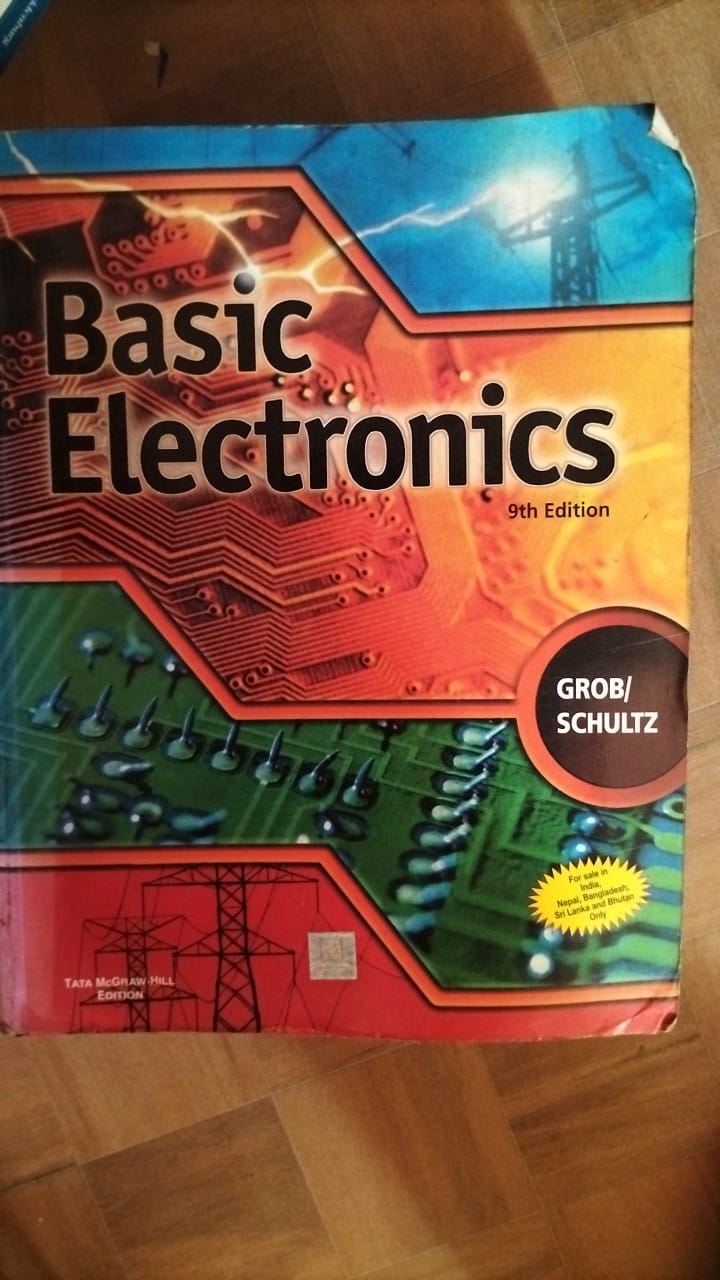 Basic
Electronics
9th Edition
GROB/
SCHULTZ
For sale in
India,
Nepal, Bangladesh,
Sri Lanka and Bhutan
Only
TATA MCGRAW-HILL
EDITION